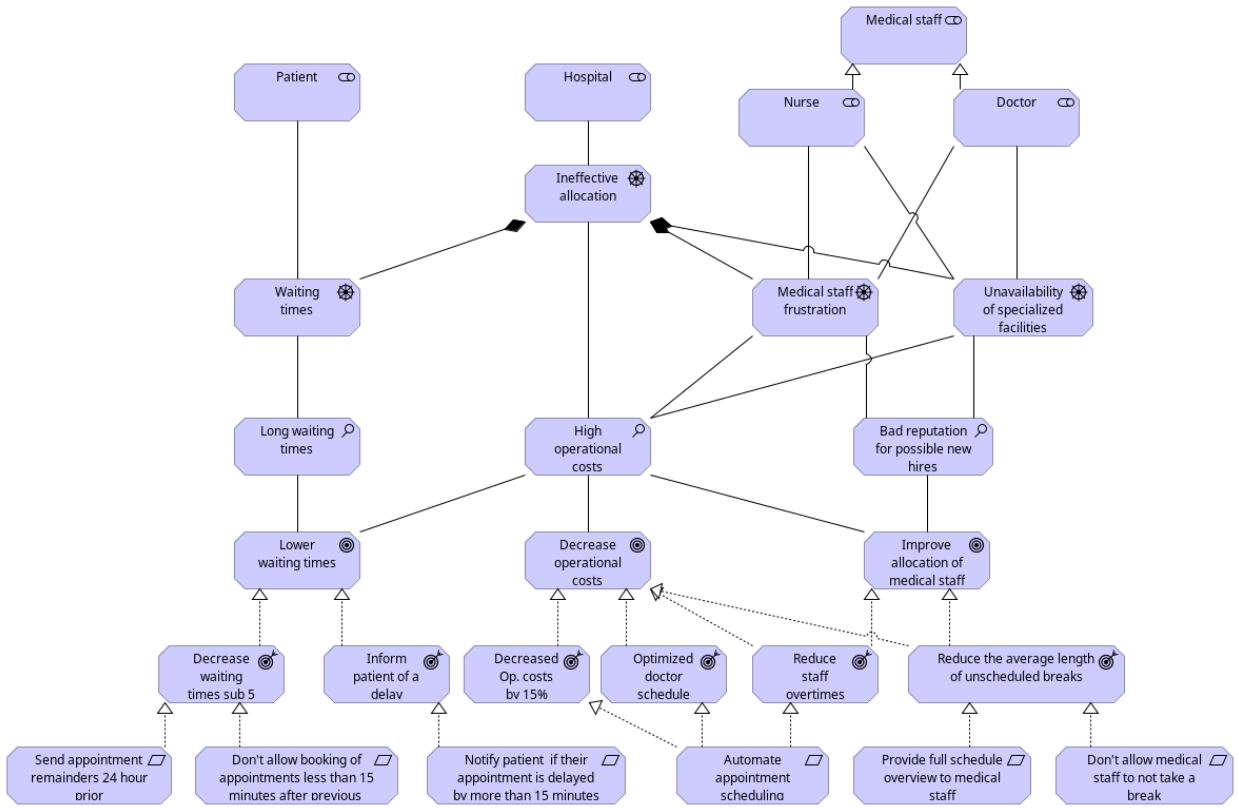 Medical staff
Patient
Hospital
Nurse
Doctor
Ineffective
allocation
Waiting
times
Medical staff
frustration
Unavailability
of specialized
facilities
Long waiting
times
High
operational
costs
Bad reputation
for possible new
hires
Lower
waiting times
Decrease
operational
costs
Improve
allocation of
medical staff
Decrease
waiting
times sub 5
Inform
patient of a
delay
Decreased
Op. costs
by 15%
Optimized
doctor
schedule
Reduce
staff
overtimes
Reduce the average length
of unscheduled breaks
Send appointment
remainders 24 hour
prior
Don't allow booking of
appointments less than 15
minutes after previous
Notify patient if their
appointment is delayed
by more than 15 minutes
Automate
appointment
scheduling
Provide full schedule
overview to medical
staff
Don't allow medical
staff to not take a
break